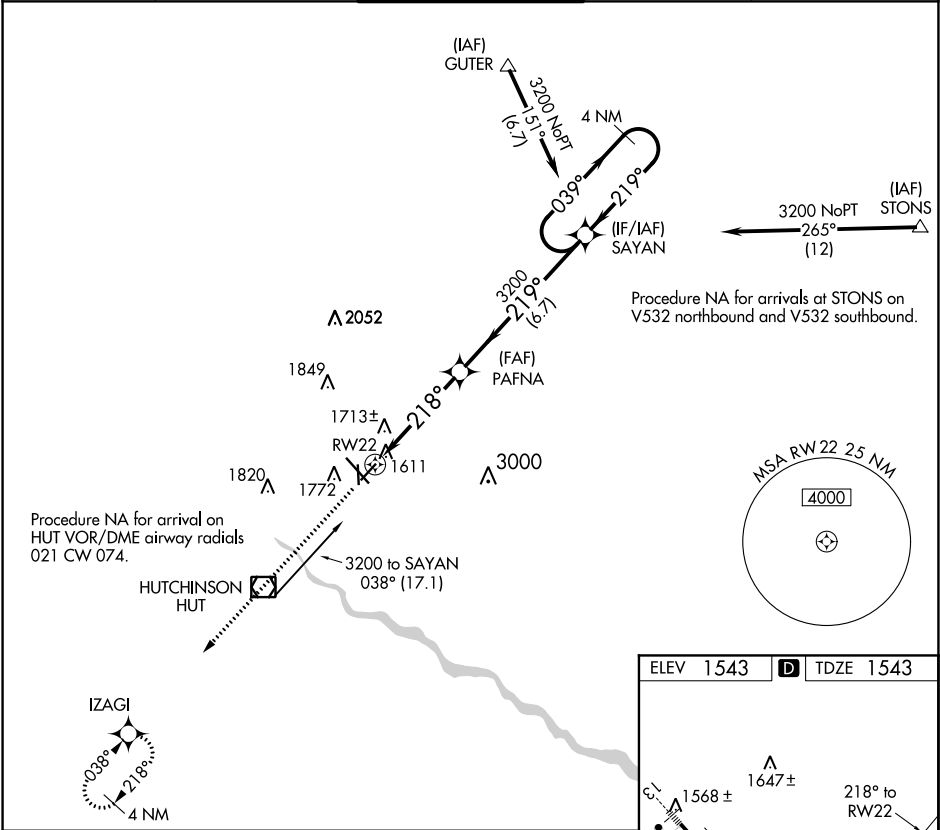 (IAF)
GUTER
3200 NoPT
151°
(6.7)
4 NM
039°
219°
(IAF)
STONS
3200 NoPT
265°
(12)
(IF/IAF)
SAYAN
3200
219°
(6.7)
Procedure NA for arrivals at STONS on
V532 northbound and V532 southbound.
2052
(FAF)
PAFNA
1849
218°
1713±
RW22
1611
3000
1820
1772
MSA RW 22 25 NM
4000
Procedure NA for arrival on
HUT VOR/DME airway radials
021 CW 074.
3200 to SAYAN
038° (17.1)
HUTCHINSON
HUT
ELEV 1543 D TDZE 1543
IZAGI
038°
218°
4 NM
1647±
13
1568±
218° to
RW22